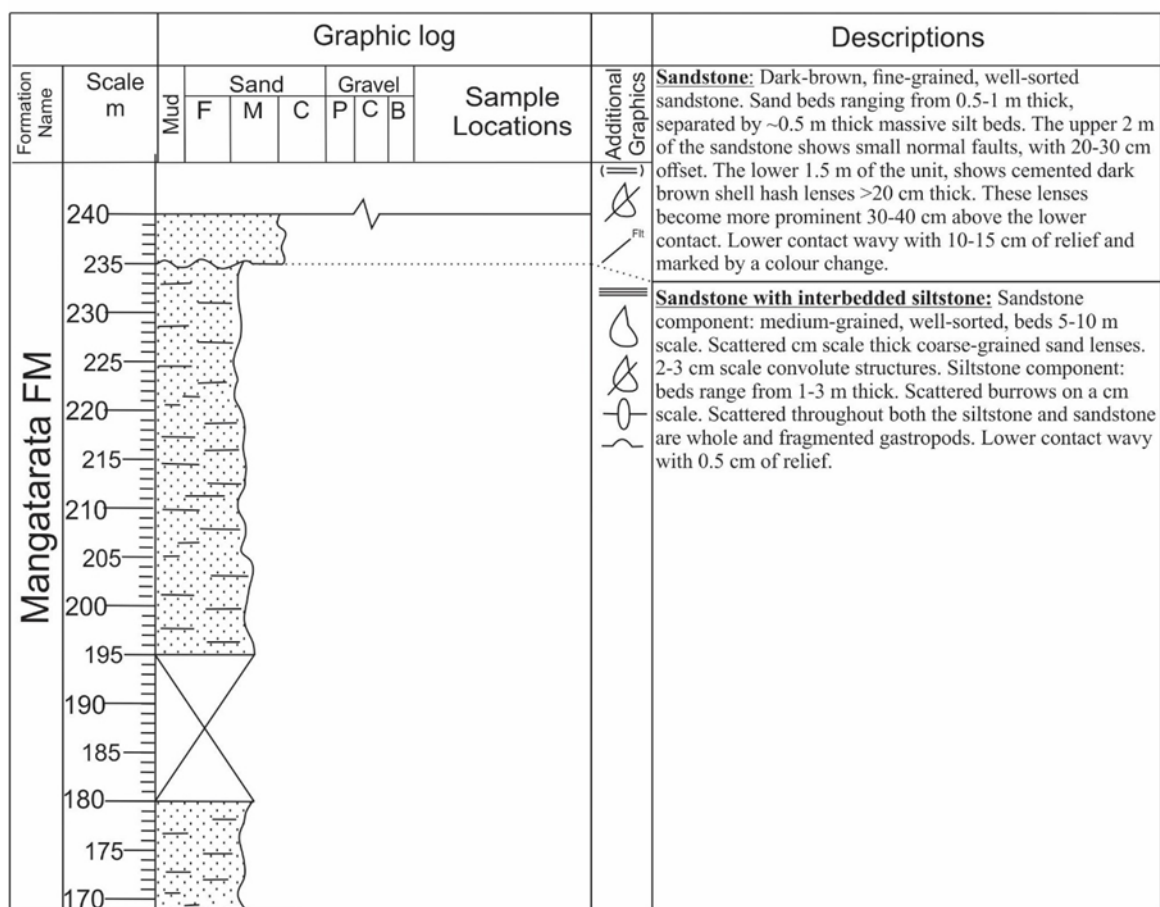 Graphic log
Descriptions
Formation
Name
Scale
m
Mud
Sand
F M C
Gravel
P C B
Sample
Locations
Additional
Graphics
Sandstone: Dark-brown, fine-grained, well-sorted
sandstone. Sand beds ranging from 0.5-1 m thick,
separated by ~0.5 m thick massive silt beds. The upper 2 m
of the sandstone shows small normal faults, with 20-30 cm
offset. The lower 1.5 m of the unit, shows cemented dark
brown shell hash lenses >20 cm thick. These lenses
become more prominent 30-40 cm above the lower
contact. Lower contact wavy with 10-15 cm of relief and
marked by a colour change.
Flt
Sandstone with interbedded siltstone: Sandstone
component: medium-grained, well-sorted, beds 5-10 m
scale. Scattered cm scale thick coarse-grained sand lenses.
2-3 cm scale convolute structures. Siltstone component:
beds range from 1-3 m thick. Scattered burrows on a cm
scale. Scattered throughout both the siltstone and sandstone
are whole and fragmented gastropods. Lower contact wavy
with 0.5 cm of relief.
Mangatarata FM
240
235
230
225
220
215
210
205
200
195
190
185
180
175
170